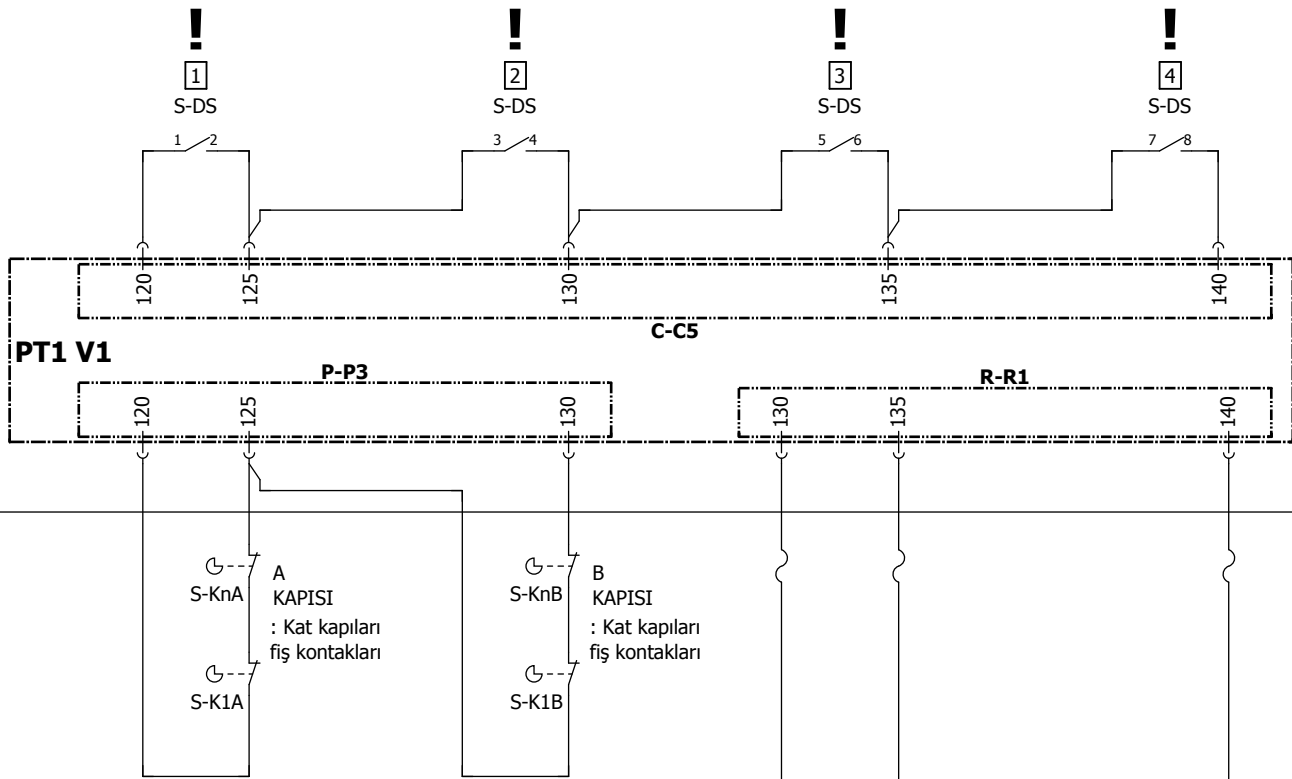 ! ! ! !
1 2 3 4
S-DS S-DS S-DS S-DS
1 2 3 4 5 6 7 8
120 125 130 135 140
C-C5
PT1 V1
P-P3 R-R1
120 125 130 130 135 140
S-KnA
A
KAPISI
: Kat kapıları
fiş kontakları
S-K1A
S-KnB
B
KAPISI
: Kat kapıları
fiş kontakları
S-K1B